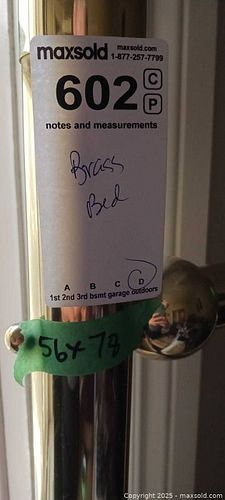 maxsold maxsold.com
1-877-257-7799
602 C
P
notes and measurements
Brass
Bed
A B C D
1st 2nd 3rd bsmt garage outdoors
56x78
Copyright 2025 - maxsold.com